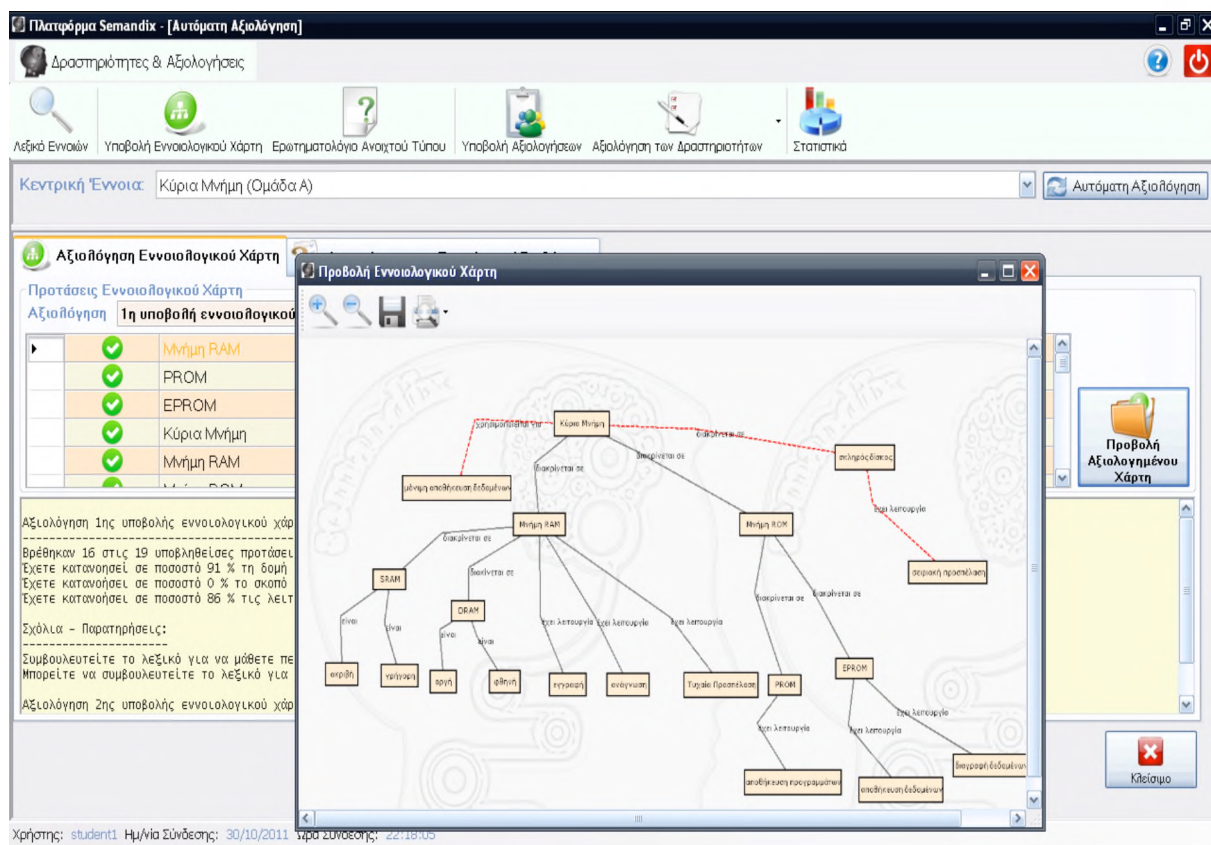 Πλατφόρμα Semandix - [Αυτόματη Αξιολόγηση]
Δραστηριότητες & Αξιολογήσεις
Λεξικό Εννοιών
Υποβολή Εννοιολογικού Χάρτη
Ερωτηματολόγιο Ανοιχτού Τύπου
Υποβολή Αξιολογήσεων
Αξιολόγηση των Δραστηριοτήτων
Στατιστικά
Κεντρική Έννοια:
Κύρια Μνήμη (Ομάδα Α)
Αυτόματη Αξιολόγηση
Αξιολόγηση Εννοιολογικού Χάρτη
Προτάσεις Εννοιολογικού Χάρτη
Αξιολόγηση
1η υποβολή εννοιολογικού
Μνήμη RAM
PROM
EPROM
Κύρια Μνήμη
Μνήμη RAM
Προβολή
Αξιολογημένου
Χάρτη
Αξιολόγηση 1ης υποβολής εννοιολογικού χάρ
Βρέθηκαν 16 στις 19 υποβληθείσες προτάσει
Έχετε κατανοησεί σε ποσοστό 91 % τη δομή
Έχετε κατανοήσει σε ποσοστό 0 % το σκοπό
Έχετε κατανοήσει σε ποσοστό 86 % τις λειτ
Σχόλια - Παρατηρήσεις:
Συμβουλευτείτε το λεξικό για να μάθετε πε
Μπορείτε να συμβουλευτείτε το λεξικό για
Αξιολόγηση 2ης υποβολής εννοιολογικού χάρ
Κλείσιμο
Προβολή Εννοιολογικού Χάρτη
χρησιμοποιείται για
Κύρια Μνήμη
διακρίνεται σε
διακρίνεται σε
διακρίνεται σε
σκληρός δίσκος
μόνιμη αποθήκευση δεδομένων
έχει λειτουργία
Μνήμη RAM
Μνήμη ROM
διακρίνεται σε
σειριακή προσπέλαση
SRAM
διακρίνεται σε
διακρίνεται σε
διακρίνεται σε
DRAM
είναι
είναι
είναι
είναι
έχει λειτουργία
έχει λειτουργία
έχει λειτουργία
ακριβή
γρήγορη
αργή
φθηνή
εγγραφή
ανάγνωση
Τυχαία Προσπέλαση
PROM
EPROM
έχει λειτουργία
έχει λειτουργία
έχει λειτουργία
αποθήκευση προγραμμάτων
αποθήκευση δεδομένων
διαγραφή δεδομένων
Χρήστης: student1 Ημ/νία Σύνδεσης: 30/10/2011 Ώρα Σύνδεσης: 22:18:05